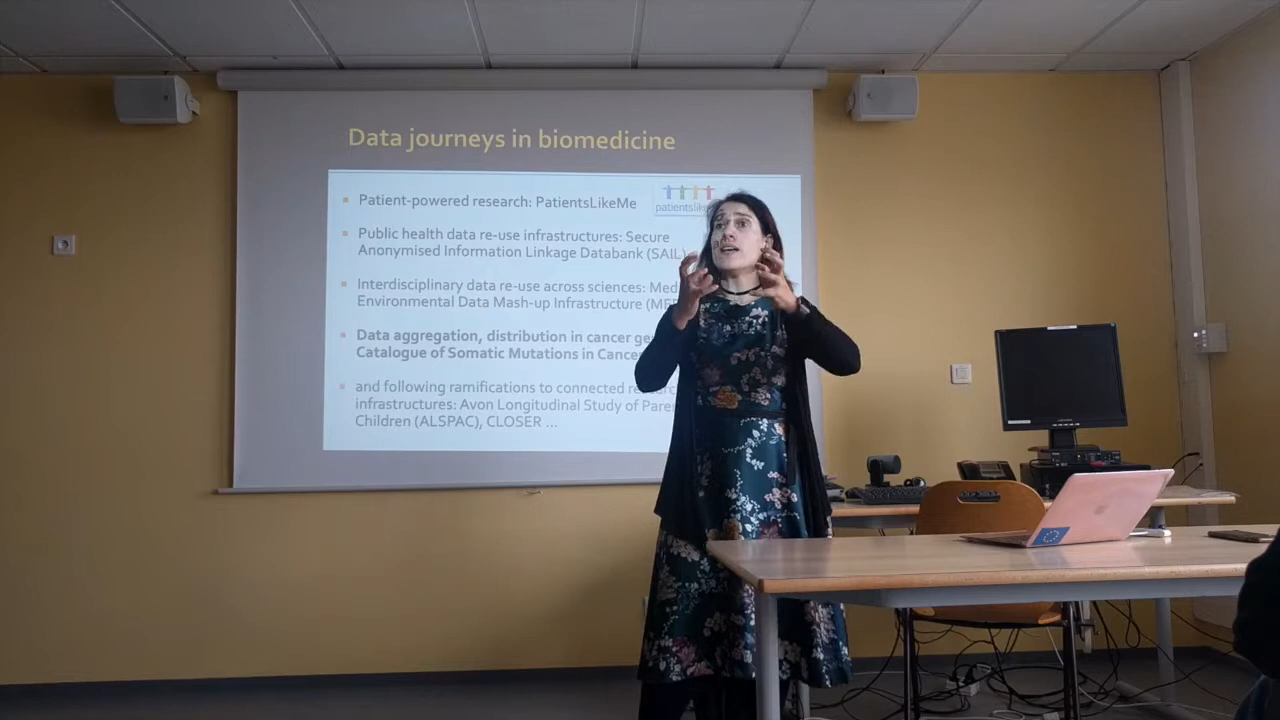 Data journeys in biomedicine
Patient-powered research: PatientsLikeMe
patientslik
Public health data re-use infrastructures: Secure
Anonymised Information Linkage Databank (SAIL)
Interdisciplinary data re-use across sciences: Med
Environmental Data Mash-up Infrastructure (ME
Data aggregation, distribution in cancer ge
Catalogue of Somatic Mutations in Cancer
and following ramifications to connected researc
infrastructures: Avon Longitudinal Study of Pare
Children (ALSPAC), CLOSER ...